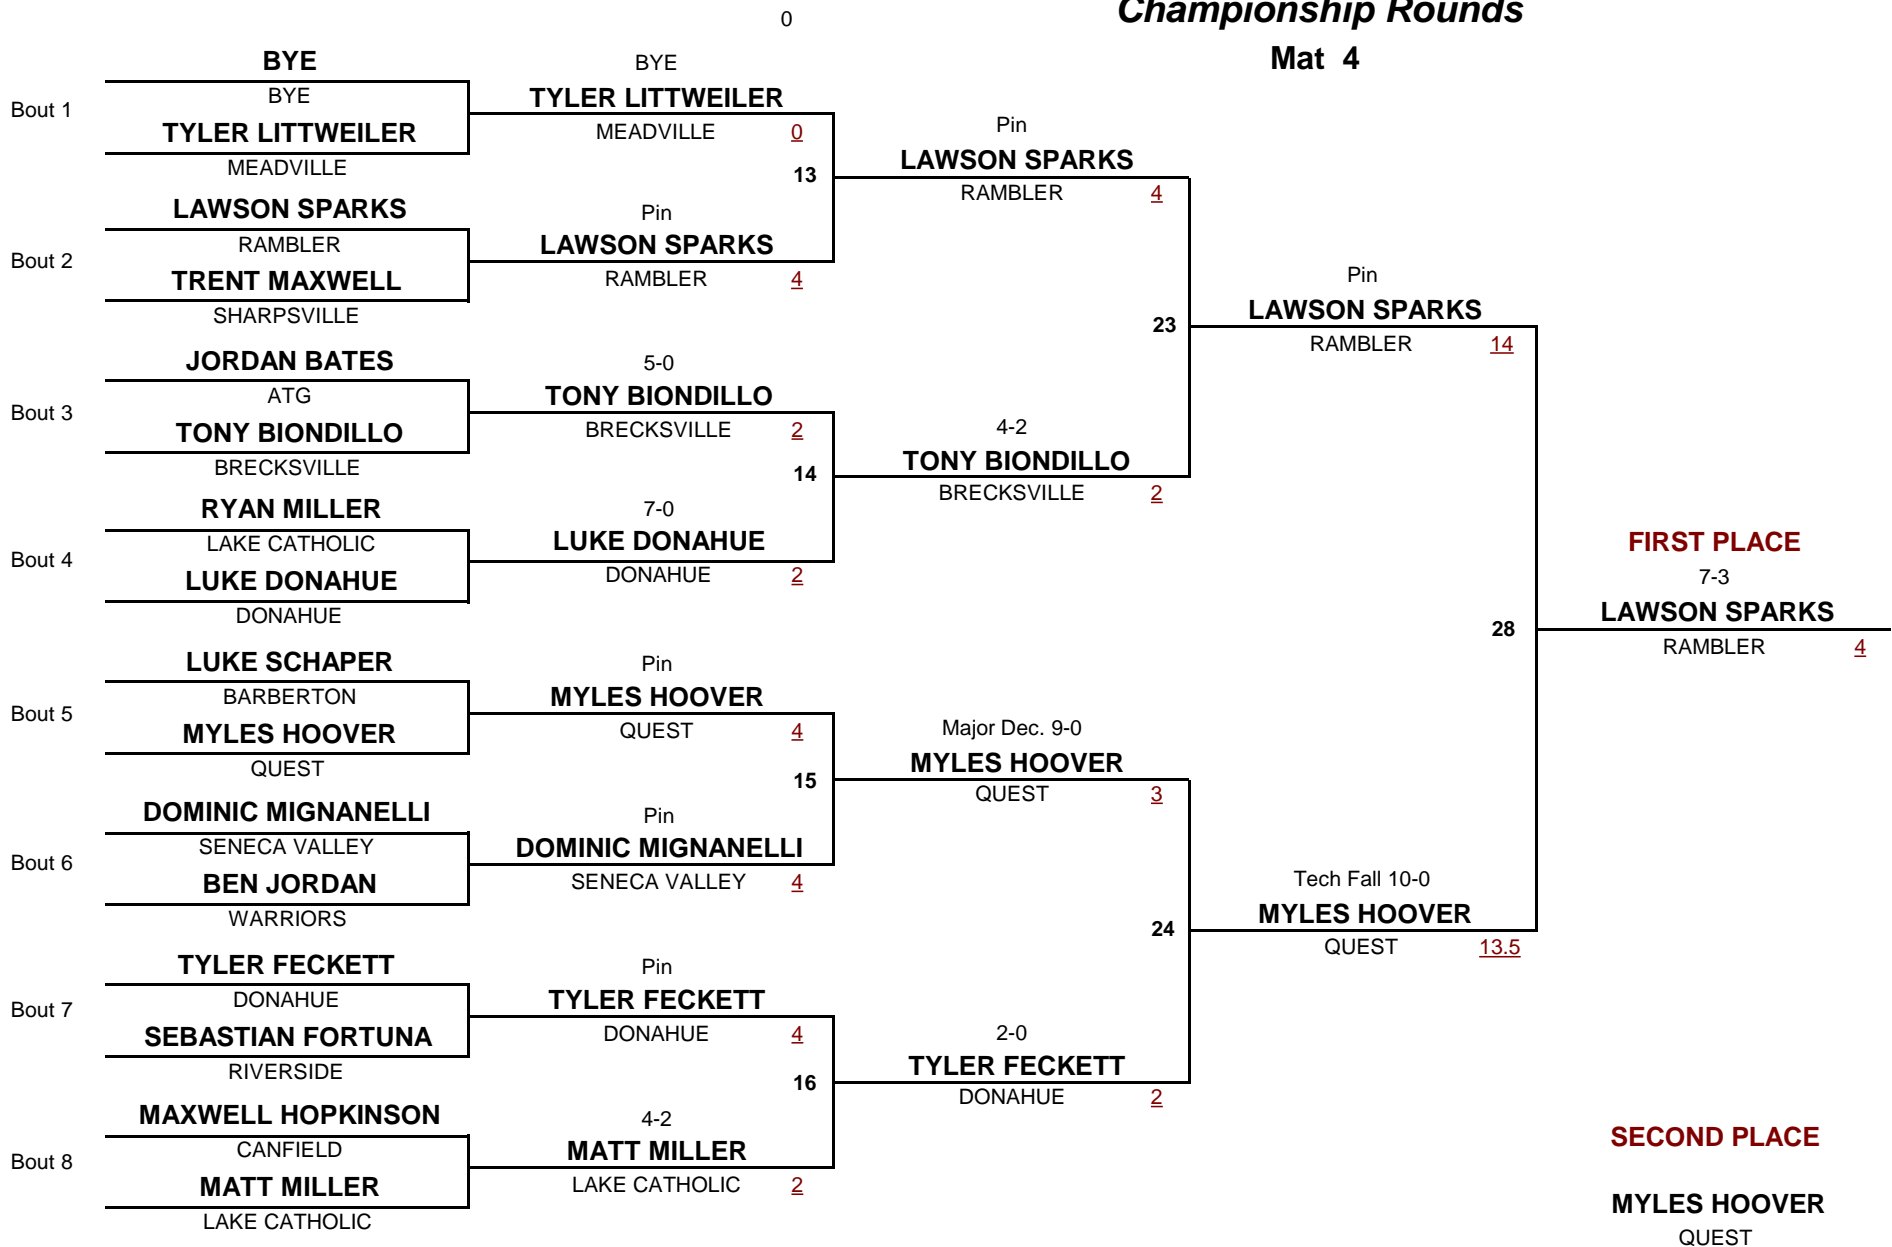 Championship Rounds
0
Mat 4
BYE
BYE
Bout 1
TYLER LITTWEILER
MEADVILLE
LAWSON SPARKS
RAMBLER
Bout 2
TRENT MAXWELL
SHARPSVILLE
JORDAN BATES
ATG
Bout 3
TONY BIONDILLO
BRECKSVILLE
RYAN MILLER
LAKE CATHOLIC
Bout 4
LUKE DONAHUE
DONAHUE
LUKE SCHAPER
BARBERTON
Bout 5
MYLES HOOVER
QUEST
DOMINIC MIGNANELLI
SENECA VALLEY
Bout 6
BEN JORDAN
WARRIORS
TYLER FECKETT
DONAHUE
Bout 7
SEBASTIAN FORTUNA
RIVERSIDE
MAXWELL HOPKINSON
CANFIELD
Bout 8
MATT MILLER
LAKE CATHOLIC
BYE
TYLER LITTWEILER
MEADVILLE 0
13
Pin
LAWSON SPARKS
RAMBLER 4
5-0
TONY BIONDILLO
BRECKSVILLE 2
14
7-0
LUKE DONAHUE
DONAHUE 2
Pin
MYLES HOOVER
QUEST 4
15
Pin
DOMINIC MIGNANELLI
SENECA VALLEY 4
Pin
TYLER FECKETT
DONAHUE 4
16
4-2
MATT MILLER
LAKE CATHOLIC 2
Pin
LAWSON SPARKS
RAMBLER 4
23
4-2
TONY BIONDILLO
BRECKSVILLE 2
Major Dec. 9-0
MYLES HOOVER
QUEST 3
24
2-0
TYLER FECKETT
DONAHUE 2
Pin
LAWSON SPARKS
RAMBLER 14
28
Tech Fall 10-0
MYLES HOOVER
QUEST 13.5
FIRST PLACE
7-3
LAWSON SPARKS
RAMBLER 4
SECOND PLACE
MYLES HOOVER
QUEST